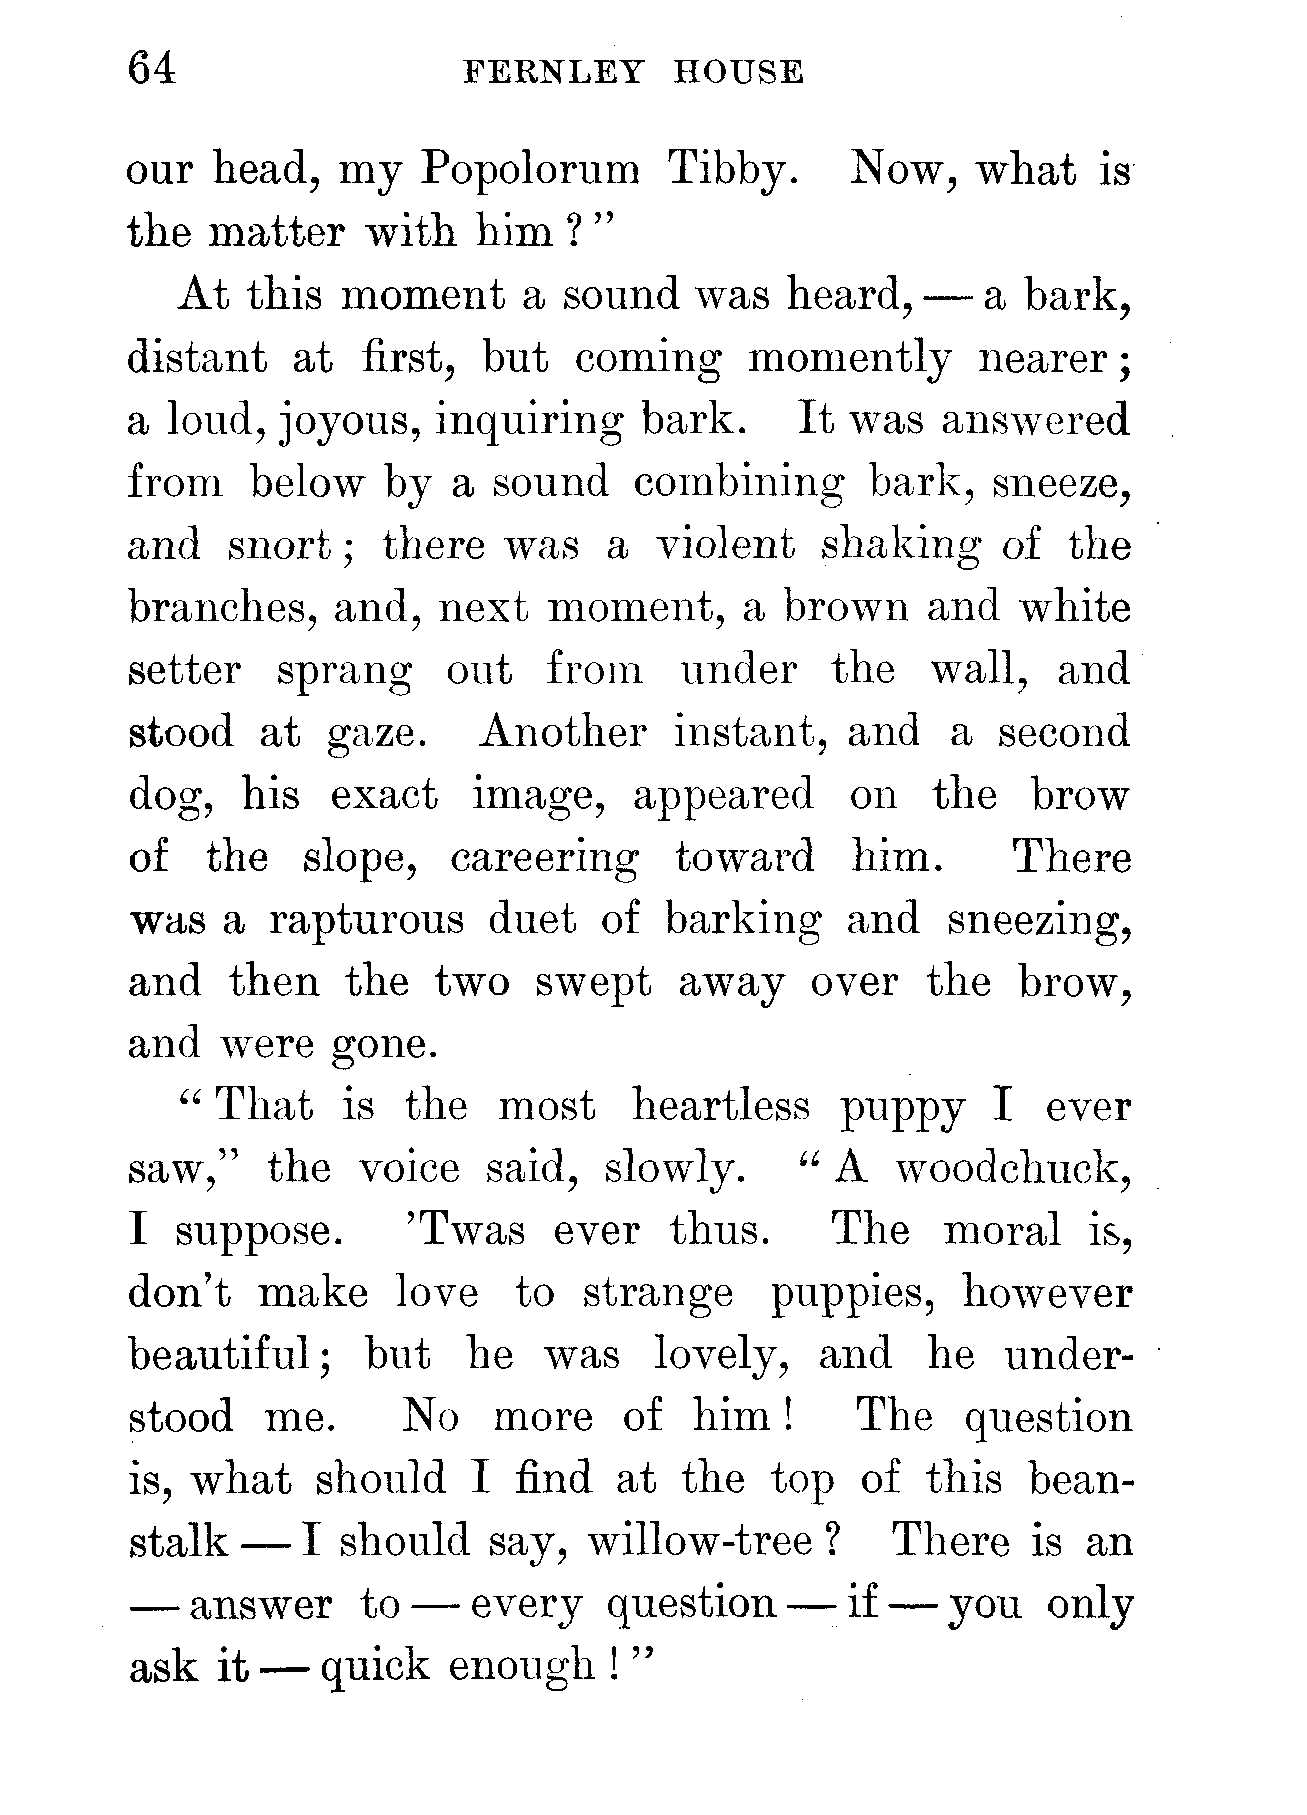 64 FERNLEY HOUSE
our head, my Popolorum Tibby. Now, what is
the matter with him ? ”
At this moment a sound was heard, — a bark,
distant at first, but coming momently nearer ;
a loud, joyous, inquiring bark. It was answered
from below by a sound combining bark, sneeze,
and snort ; there was a violent shaking of the
branches, and, next moment, a brown and white
setter sprang out from under the wall, and
stood at gaze. Another instant, and a second
dog, his exact image, appeared on the brow
of the slope, careering toward him. There
was a rapturous duet of barking and sneezing,
and then the two swept away over the brow,
and were gone.
“ That is the most heartless puppy I ever
saw,” the voice said, slowly. “ A woodchuck,
I suppose. ’Twas ever thus. The moral is,
don’t make love to strange puppies, however
beautiful ; but he was lovely, and he under-
stood me. No more of him ! The question
is, what should I find at the top of this bean-
stalk — I should say, willow-tree ? There is an
— answer to — every question — if — you only
ask it — quick enough ! ”